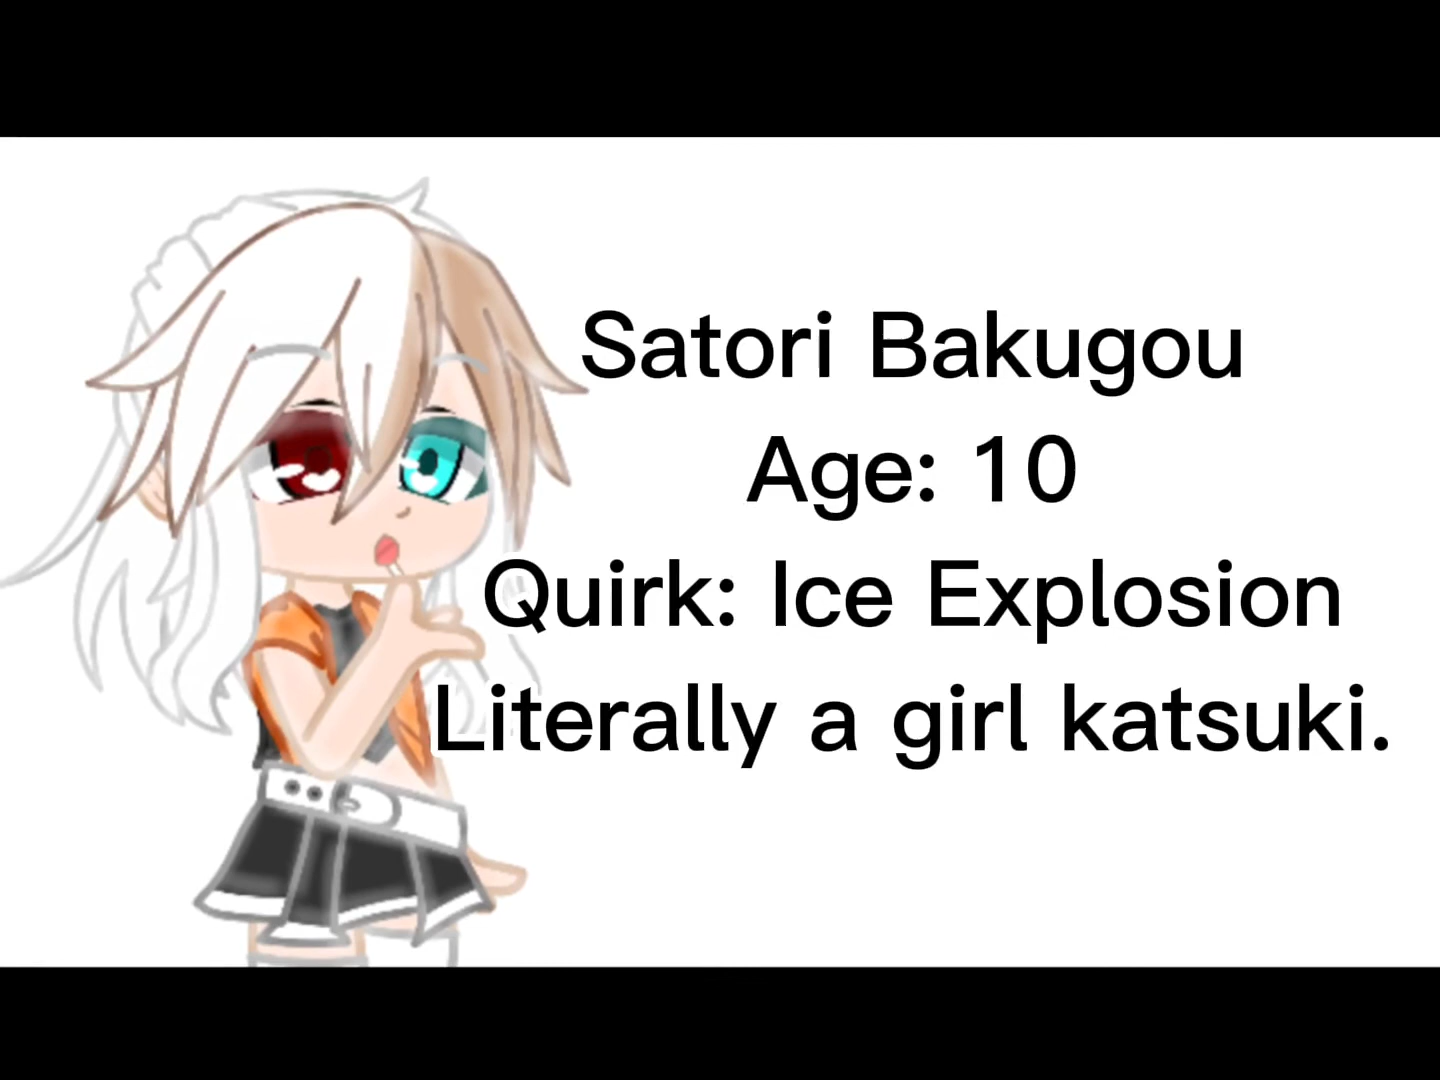 Satori Bakugou
Age: 10
Quirk: Ice Explosion
Literally a girl katsuki.